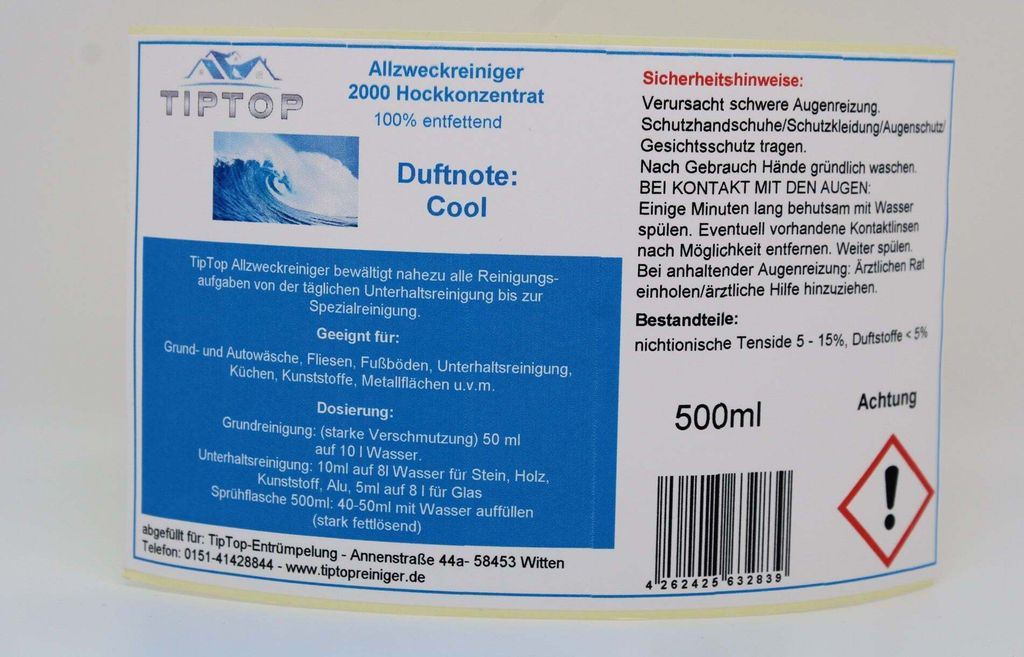 TIPTOP
Allzweckreiniger
2000 Hockkonzentrat
100% entfettend
Duftnote:
Cool
TipTop Allzweckreiniger bewältigt nahezu alle Reinigungs-
aufgaben von der täglichen Unterhaltsreinigung bis zur
Spezialreinigung.
Geeignet für:
Grund- und Autowäsche, Fliesen, Fußböden, Unterhaltsreinigung,
Küchen, Kunststoffe, Metallflächen u.v.m.
Dosierung:
Grundreinigung: (starke Verschmutzung) 50 ml
auf 10 l Wasser.
Unterhaltsreinigung: 10ml auf 8l Wasser für Stein, Holz,
Kunststoff, Alu, 5ml auf 8 l für Glas
Sprühflasche 500ml: 40-50ml mit Wasser auffüllen
(stark fettlösend)
abgefüllt für: TipTop-Entrümpelung - Annenstraße 44a- 58453 Witten
Telefon: 0151-41428844 - www.tiptopreiniger.de
Sicherheitshinweise:
Verursacht schwere Augenreizung.
Schutzhandschuhe/Schutzkleidung/Augenschutz/
Gesichtsschutz tragen.
Nach Gebrauch Hände gründlich waschen.
BEI KONTAKT MIT DEN AUGEN:
Einige Minuten lang behutsam mit Wasser
spülen. Eventuell vorhandene Kontaktlinsen
nach Möglichkeit entfernen. Weiter spülen.
Bei anhaltender Augenreizung: Ärztlichen Rat
einholen/ärztliche Hilfe hinzuziehen.
Bestandteile:
nichtionische Tenside 5 - 15%, Duftstoffe < 5%
500ml
Achtung
4 262425 632839